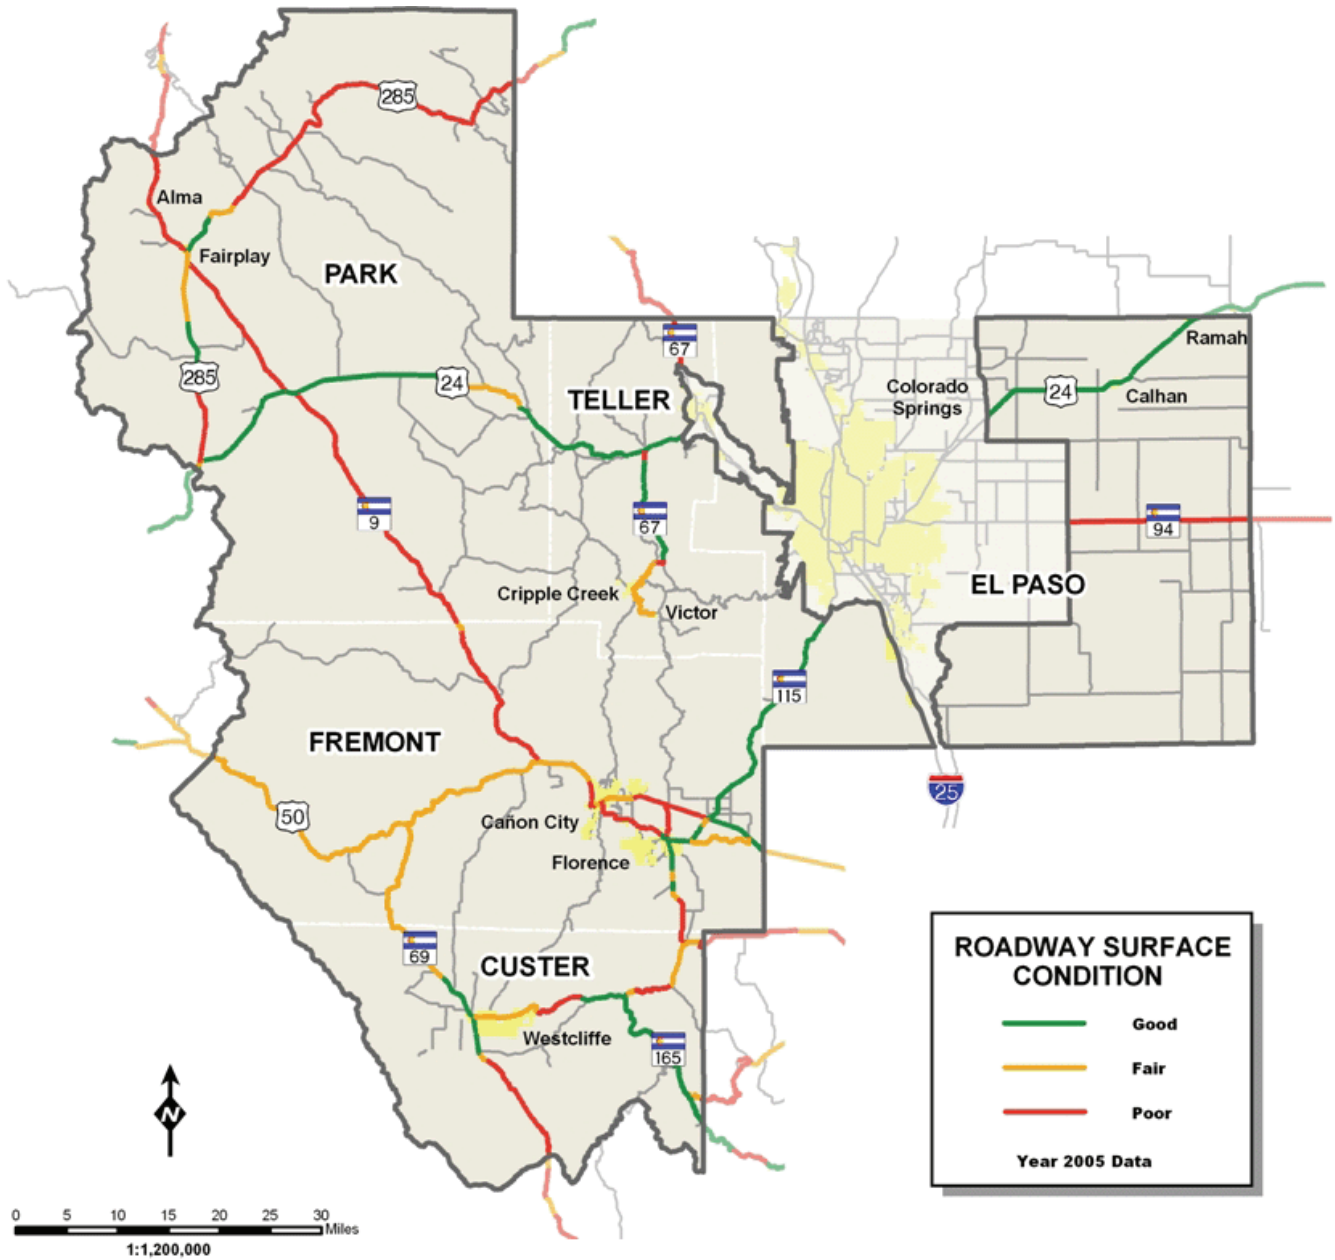 285
Alma
Fairplay
PARK
67
Ramah
285
24
TELLER
Colorado
Springs
24
Calhan
9
67
94
Cripple Creek
Victor
EL PASO
115
FREMONT
25
50
Cañon City
Florence
69
CUSTER
Westcliffe
165
ROADWAY SURFACE
CONDITION
Good
Fair
Poor
Year 2005 Data
N
0 5 10 15 20 25 30
Miles
1:1,200,000